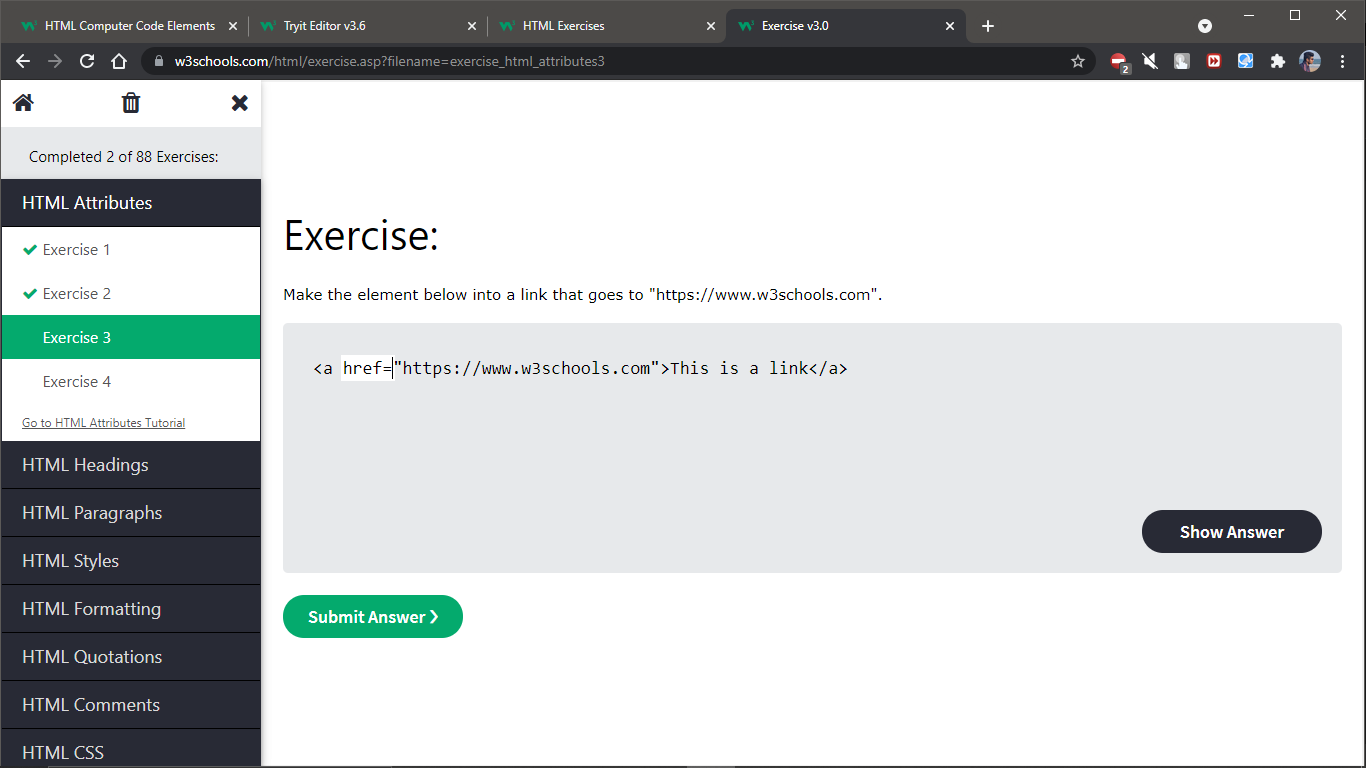 HTML Computer Code Elements
Tryit Editor v3.6
HTML Exercises
Exercise v3.0
w3schools.com/html/exercise.asp?filename=exercise_html_attributes3
2
Completed 2 of 88 Exercises:
HTML Attributes
Exercise 1
Exercise 2
Exercise 3
Exercise 4
Go to HTML Attributes Tutorial
HTML Headings
HTML Paragraphs
HTML Styles
HTML Formatting
HTML Quotations
HTML Comments
HTML CSS
Exercise:
Make the element below into a link that goes to "https://www.w3schools.com".
<a href="https://www.w3schools.com">This is a link</a>
Show Answer
Submit Answer ❯